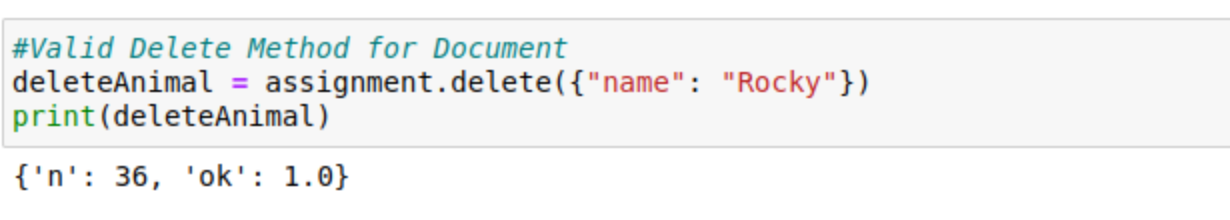 #Valid Delete Method for Document
deleteAnimal = assignment.delete({"name": "Rocky"})
print(deleteAnimal)
{'n': 36, 'ok': 1.0}